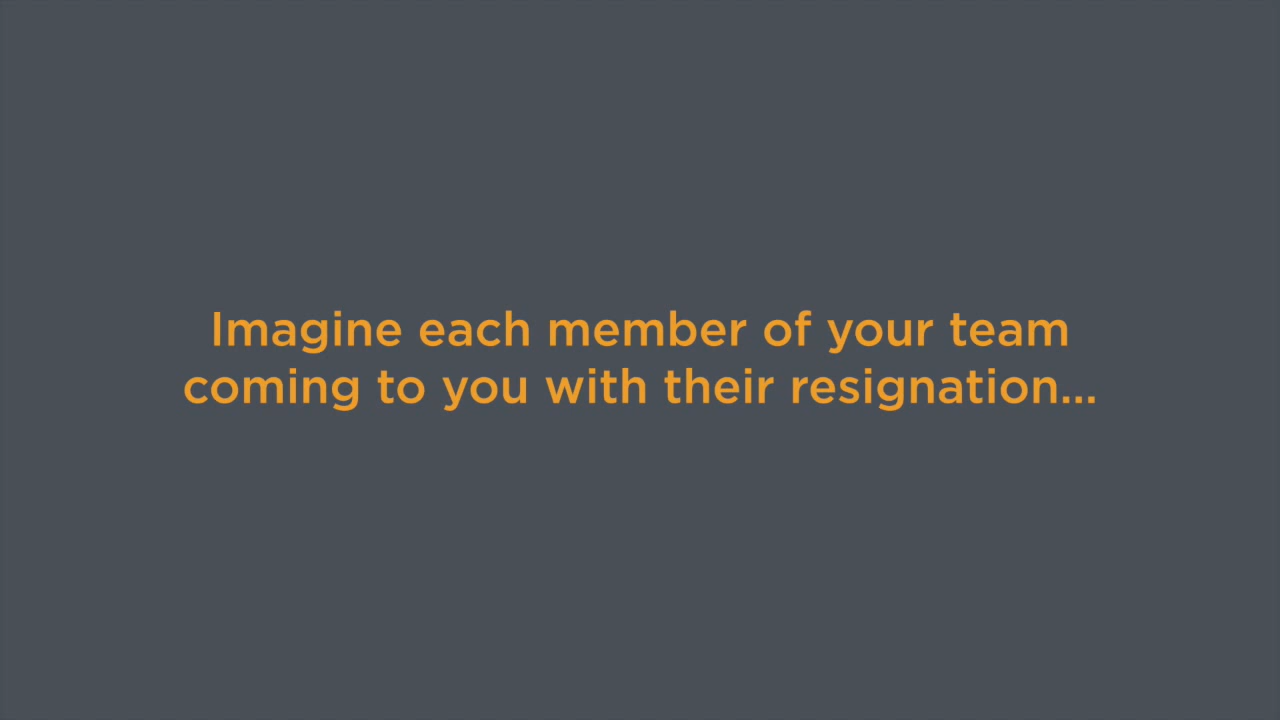 Imagine each member of your team
coming to you with their resignation...